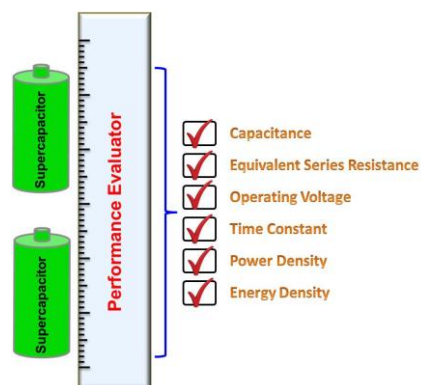 Supercapacitor
Supercapacitor
Performance Evaluator
Capacitance
Equivalent Series Resistance
Operating Voltage
Time Constant
Power Density
Energy Density